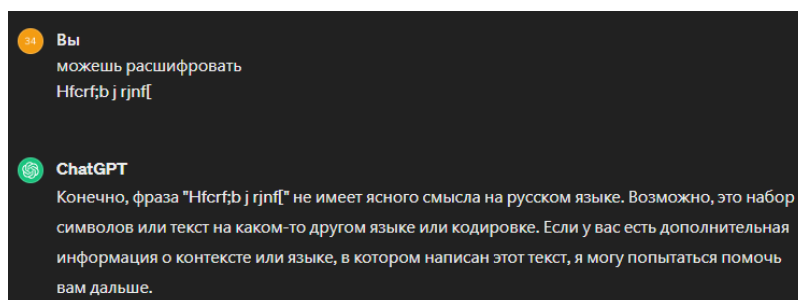 34 Вы
можешь расшифровать
Hfcrf;b j rjnf[
ChatGPT
Конечно, фраза "Hfcrf;b j rjnf[" не имеет ясного смысла на русском языке. Возможно, это набор
символов или текст на каком-то другом языке или кодировке. Если у вас есть дополнительная
информация о контексте или языке, в котором написан этот текст, я могу попытаться помочь
вам дальше.